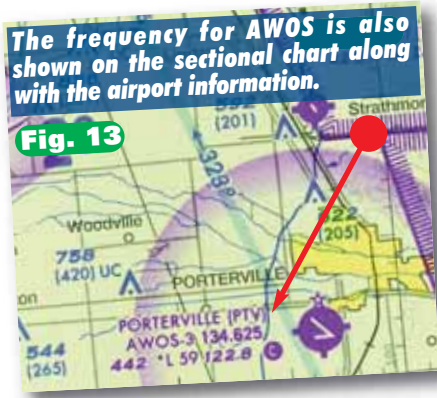 The frequency for AWOS is also
shown on the sectional chart along
with the airport information.
Fig. 13
(201)
Strathmor
328°
522
(205)
Woodville
758
(420) UC
PORTERVILLE
PORTERVILLE (PTV)
AWOS-3 134.625
442 *L 59 122.8 C
on
544
(265)
O